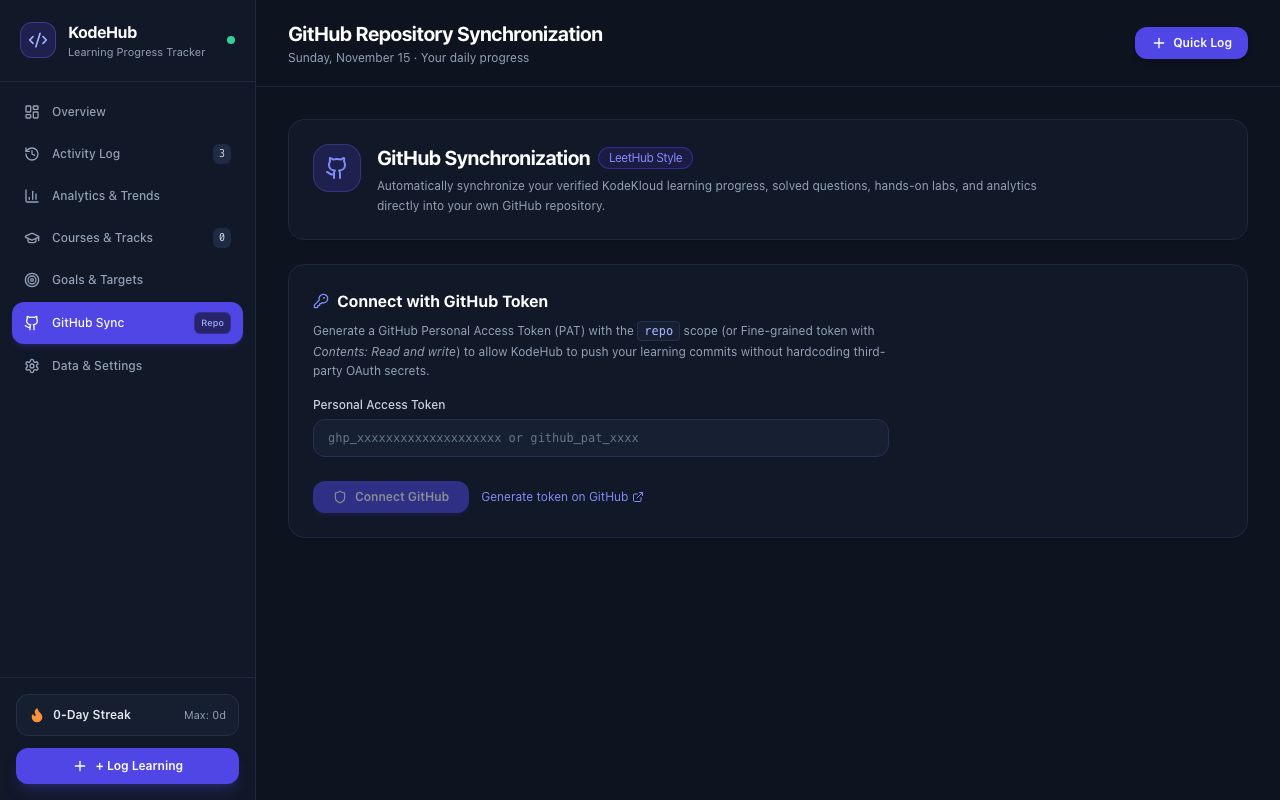 KodeHub
Learning Progress Tracker
Overview
Activity Log 3
Analytics & Trends
Courses & Tracks 0
Goals & Targets
GitHub Sync Repo
Data & Settings
0-Day Streak Max: 0d
+ Log Learning
GitHub Repository Synchronization
Sunday, November 15 · Your daily progress
Quick Log
GitHub Synchronization LeetHub Style
Automatically synchronize your verified KodeKloud learning progress, solved questions, hands-on labs, and analytics
directly into your own GitHub repository.
Connect with GitHub Token
Generate a GitHub Personal Access Token (PAT) with the repo scope (or Fine-grained token with
Contents: Read and write) to allow KodeHub to push your learning commits without hardcoding third-
party OAuth secrets.
Personal Access Token
ghp_xxxxxxxxxxxxxxxxxxxx or github_pat_xxxx
Connect GitHub Generate token on GitHub